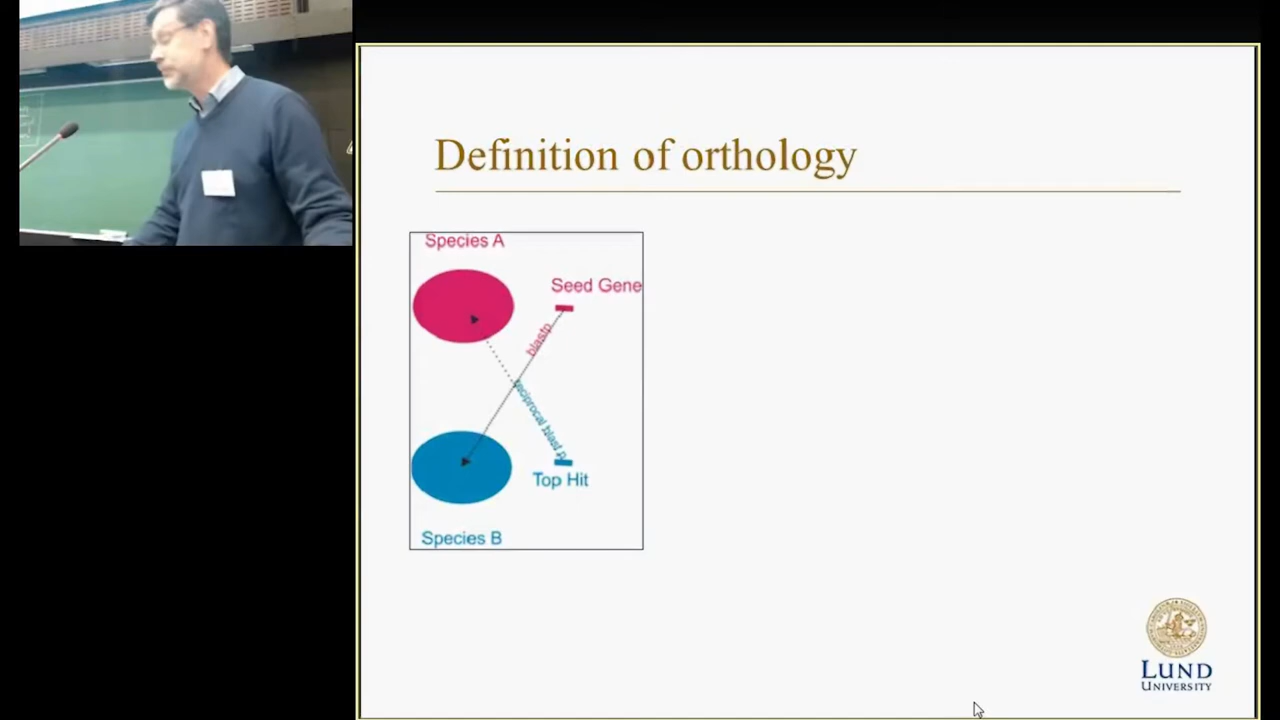 Definition of orthology
Species A
Seed Gene
blastp
reciprocal blast p
Top Hit
Species B
LUND
UNIVERSITY